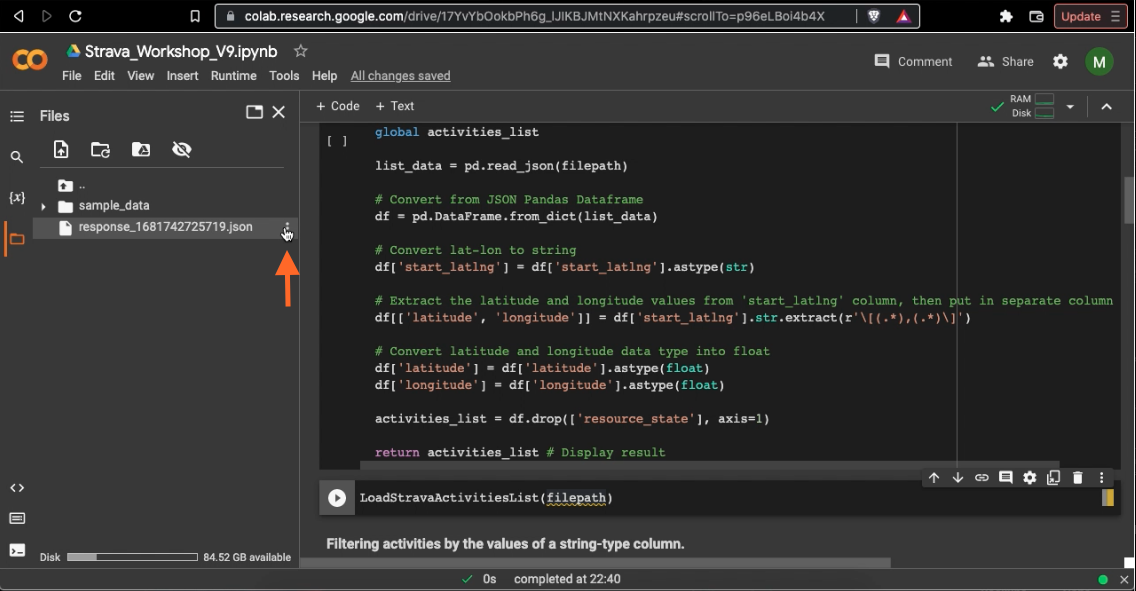 colab.research.google.com/drive/17YvYbOokbPh6g_lJlKBJMtNXKahrpzeu#scrollTo=p96eLBoi4b4X
Update
Strava_Workshop_V9.ipynb
File Edit View Insert Runtime Tools Help All changes saved
Comment
Share
M
Files
+ Code + Text
RAM
Disk
..
sample_data
response_1681742725719.json
{x}
[ ]
global activities_list
list_data = pd.read_json(filepath)
# Convert from JSON Pandas Dataframe
df = pd.DataFrame.from_dict(list_data)
# Convert lat-lon to string
df['start_latlng'] = df['start_latlng'].astype(str)
# Extract the latitude and longitude values from 'start_latlng' column, then put in separate column
df[['latitude', 'longitude']] = df['start_latlng'].str.extract(r'\[(.*),(.*)\]')
# Convert latitude and longitude data type into float
df['latitude'] = df['latitude'].astype(float)
df['longitude'] = df['longitude'].astype(float)
activities_list = df.drop(['resource_state'], axis=1)
return activities_list # Display result
LoadStravaActivitiesList(filepath)
Filtering activities by the values of a string-type column.
Disk
84.52 GB available
0s completed at 22:40